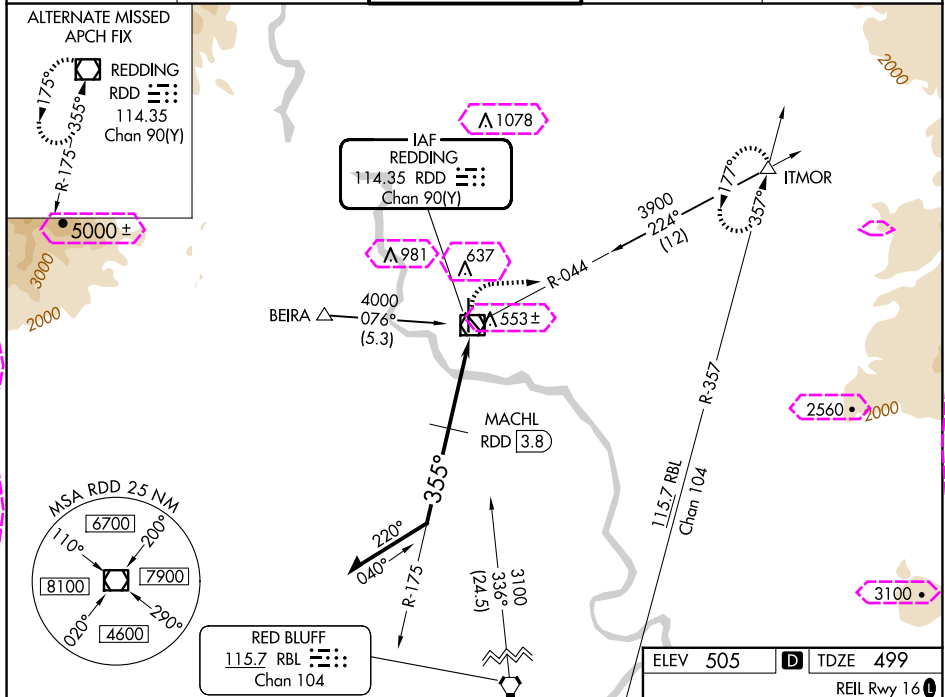 ALTERNATE MISSED
APCH FIX
REDDING
RDD
114.35
Chan 90(Y)
175°
355°
R-175
5000 ±
3000
2000
2000
1078
IAF
REDDING
114.35 RDD
Chan 90(Y)
981
637
553 ±
BEIRA
4000
076°
(5.3)
3900
224°
(12)
R-044
177°
357°
ITMOR
R-357
115.7 RBL
Chan 104
2560
2000
MACHL
RDD 3.8
355°
220°
040°
R-175
3100
336°
(24.5)
MSA RDD 25 NM
6700
110°
200°
8100
7900
020°
290°
4600
RED BLUFF
115.7 RBL
Chan 104
3100
ELEV 505 D TDZE 499
REIL Rwy 16 L